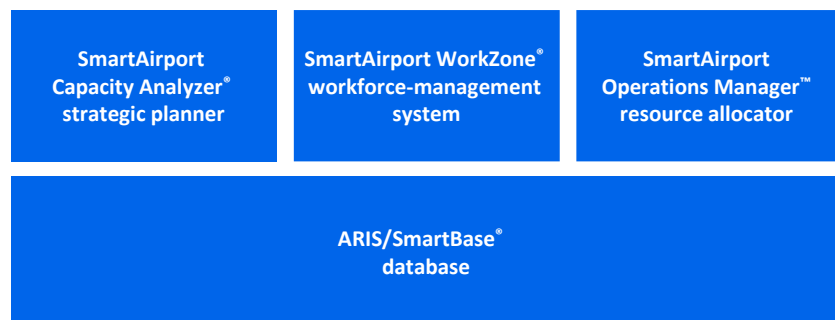 SmartAirport
Capacity Analyzer®
strategic planner
SmartAirport WorkZone®
workforce-management
system
SmartAirport
Operations Manager™
resource allocator
ARIS/SmartBase®
database